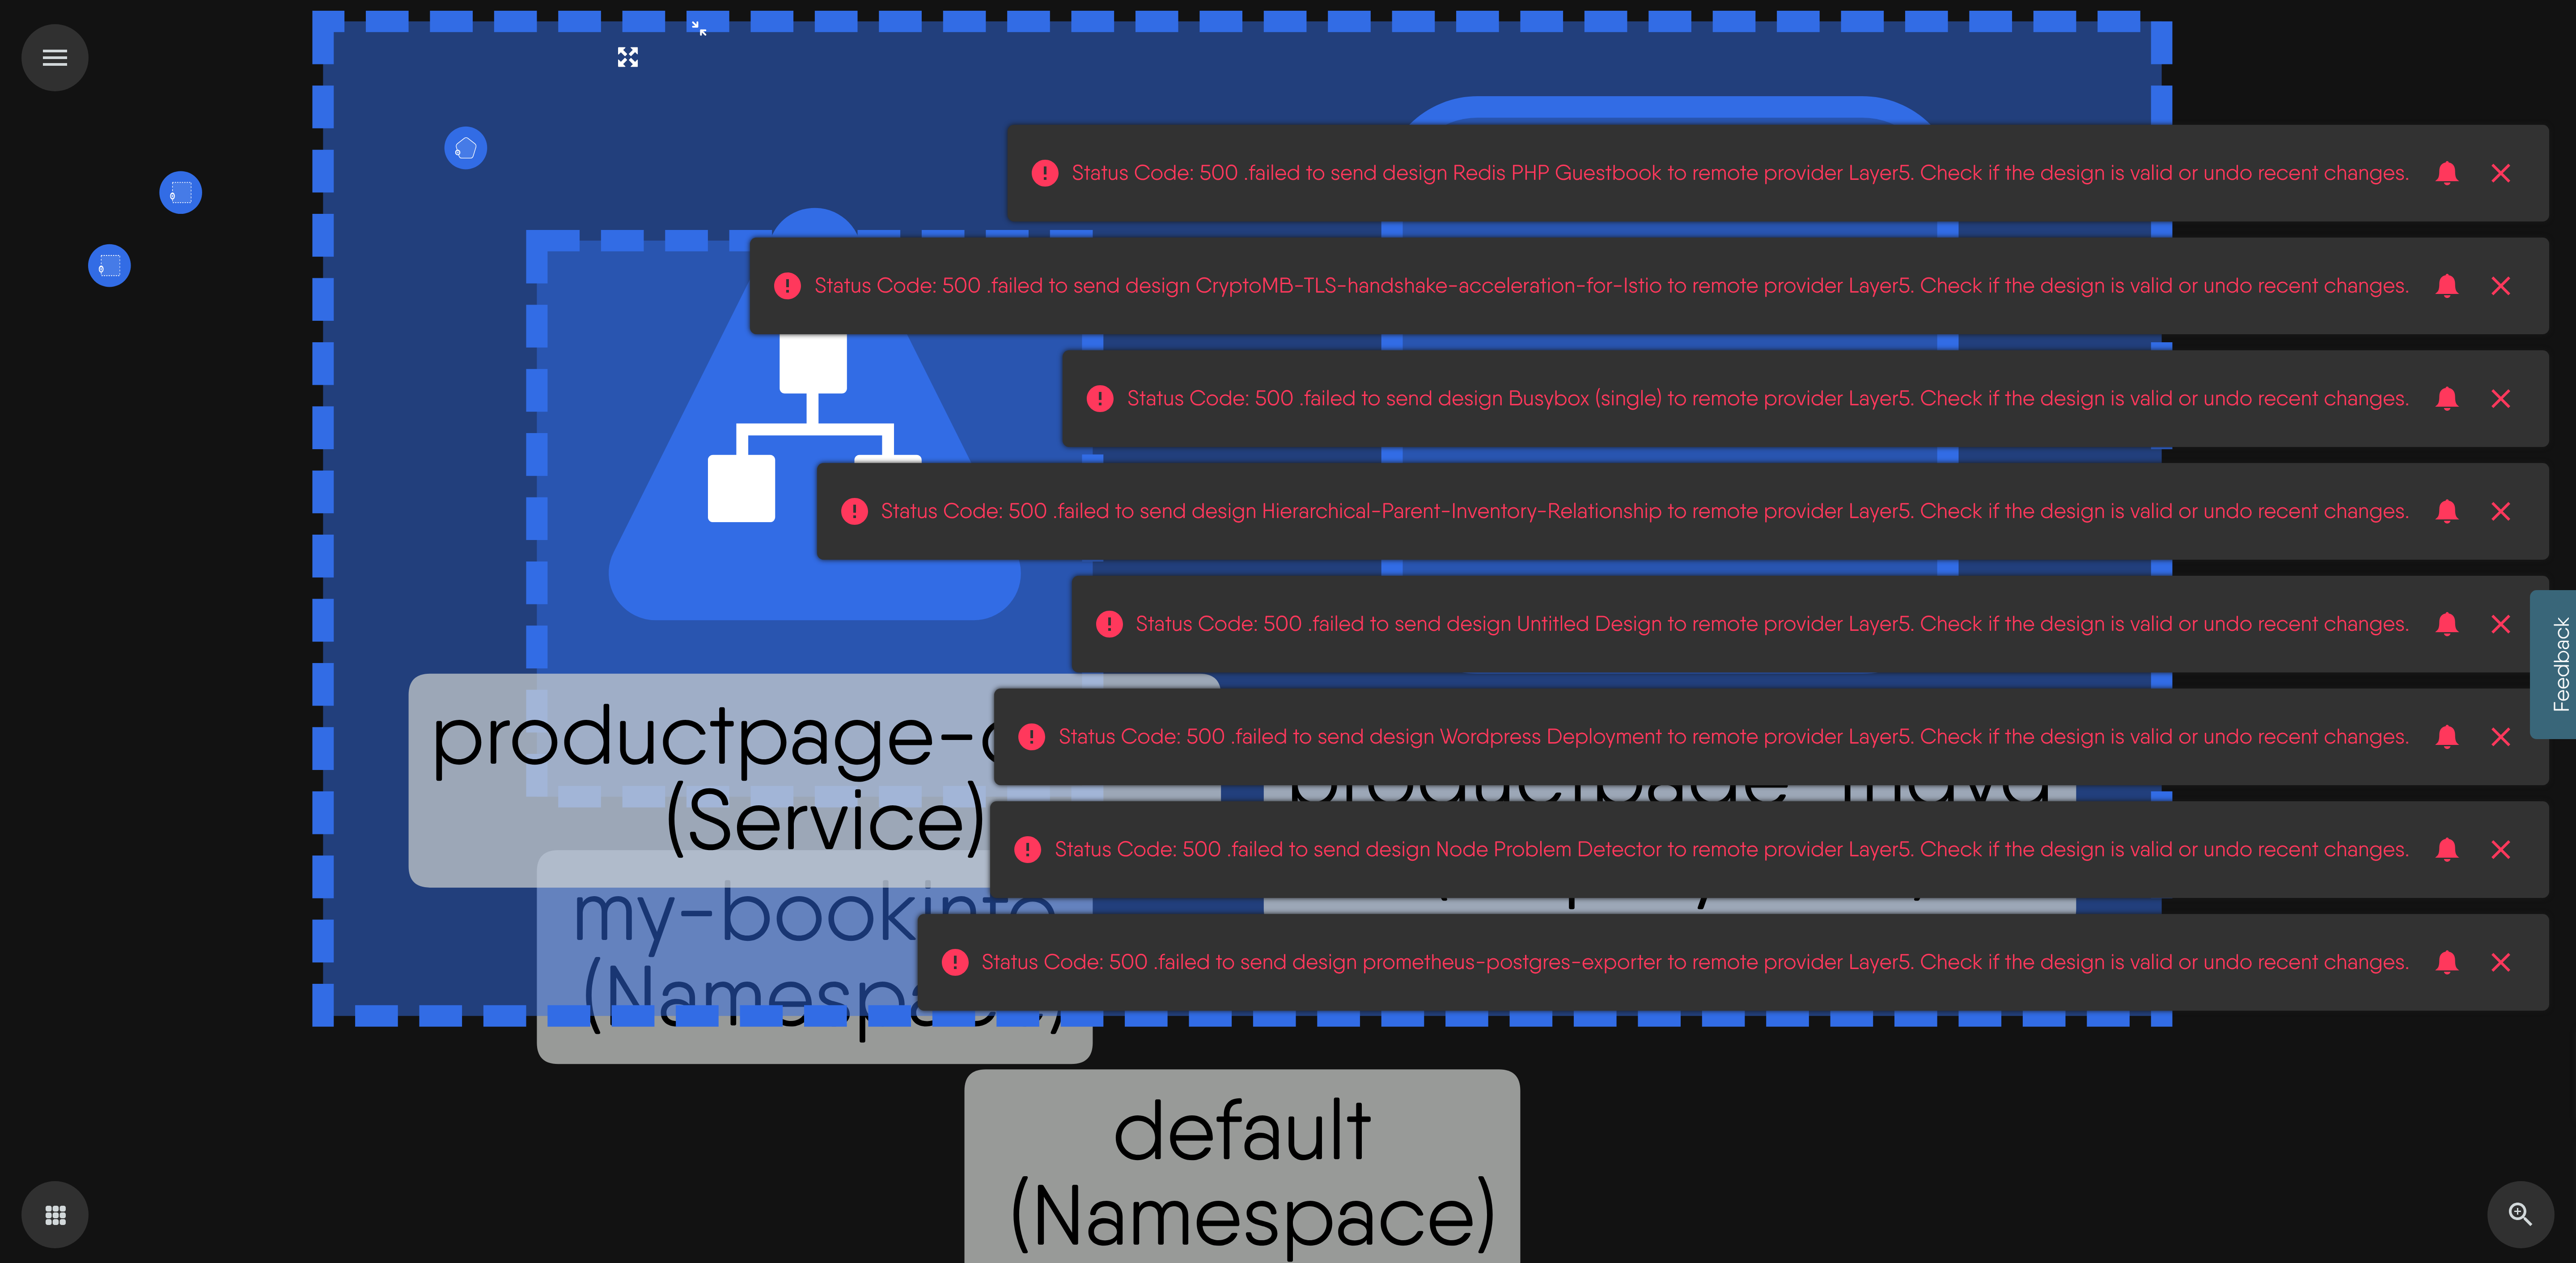 Status Code: 500 .failed to send design Redis PHP Guestbook to remote provider Layer5. Check if the design is valid or undo recent changes.
Status Code: 500 .failed to send design CryptoMB-TLS-handshake-acceleration-for-Istio to remote provider Layer5. Check if the design is valid or undo recent changes.
Status Code: 500 .failed to send design Busybox (single) to remote provider Layer5. Check if the design is valid or undo recent changes.
Status Code: 500 .failed to send design Hierarchical-Parent-Inventory-Relationship to remote provider Layer5. Check if the design is valid or undo recent changes.
Status Code: 500 .failed to send design Untitled Design to remote provider Layer5. Check if the design is valid or undo recent changes.
Feedback
Status Code: 500 .failed to send design Wordpress Deployment to remote provider Layer5. Check if the design is valid or undo recent changes.
productpage-
(Service)
Status Code: 500 .failed to send design Node Problem Detector to remote provider Layer5. Check if the design is valid or undo recent changes.
my-bookinfo
(Namespace)
Status Code: 500 .failed to send design prometheus-postgres-exporter to remote provider Layer5. Check if the design is valid or undo recent changes.
default
(Namespace)